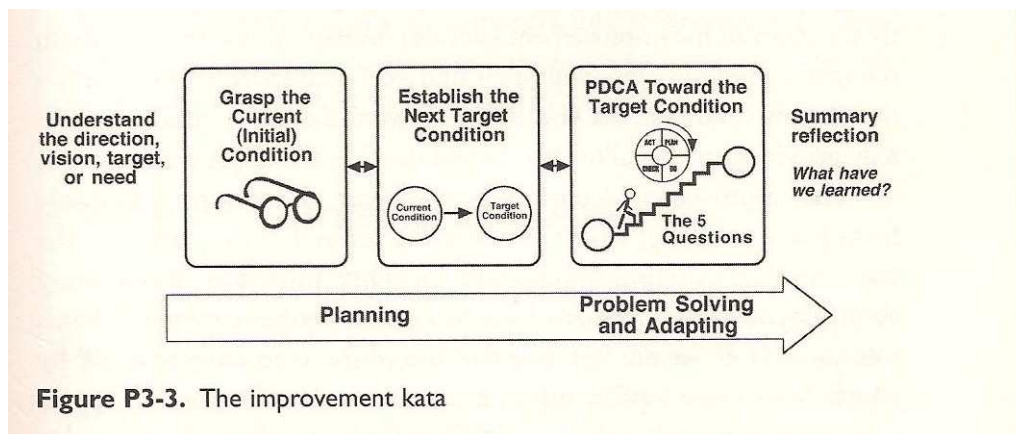 Understand
the direction,
vision, target,
or need
Grasp the
Current
(Initial)
Condition
Establish the
Next Target
Condition
Current
Condition
Target
Condition
PDCA Toward the
Target Condition
ACT PLAN
CHECK DO
The 5
Questions
Summary
reflection
What have
we learned?
Planning
Problem Solving
and Adapting
Figure P3-3. The improvement kata